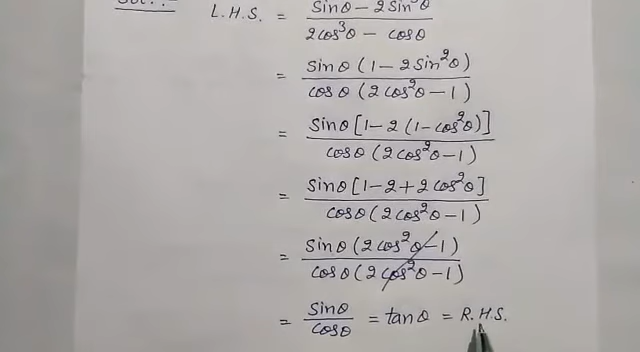 L.H.S. = (Sinθ − 2Sin³θ) / (2cos³θ − cosθ)
= Sinθ (1 − 2Sin²θ) / cosθ (2cos²θ − 1)
= Sinθ [1 − 2 (1 − cos²θ)] / cosθ (2cos²θ − 1)
= Sinθ [1 − 2 + 2cos²θ] / cosθ (2cos²θ − 1)
= Sinθ (2cos²θ − 1) / cosθ (2cos²θ − 1)
= Sinθ / cosθ = tanθ = R.H.S.